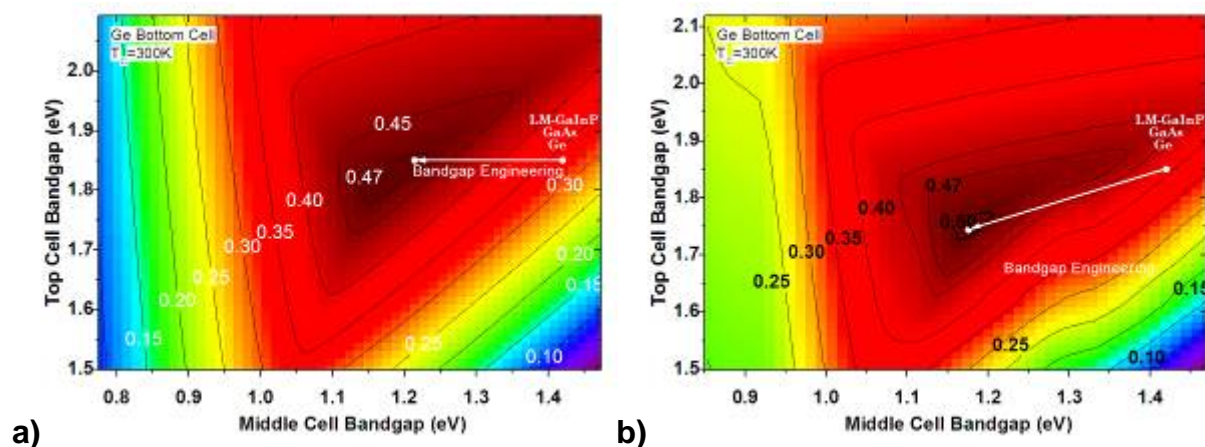 Ge Bottom Cell
T_=300K
LM-GaInP
GaAs
Ge
0.45
0.47
Bandgap Engineering
0.40
0.35
0.30
0.25
0.20
0.15
0.30
0.20
0.15
0.25
0.10
2.0
1.9
1.8
1.7
1.6
1.5
Top Cell Bandgap (eV)
0.8 0.9 1.0 1.1 1.2 1.3 1.4
Middle Cell Bandgap (eV)
a)
Ge Bottom Cell
T_=300K
LM-GaInP
GaAs
Ge
0.47
0.40
0.35
0.30
0.25
Bandgap Engineering
0.15
0.25
0.10
2.1
2.0
1.9
1.8
1.7
1.6
1.5
Top Cell Bandgap (eV)
0.9 1.0 1.1 1.2 1.3 1.4
Middle Cell Bandgap (eV)
b)